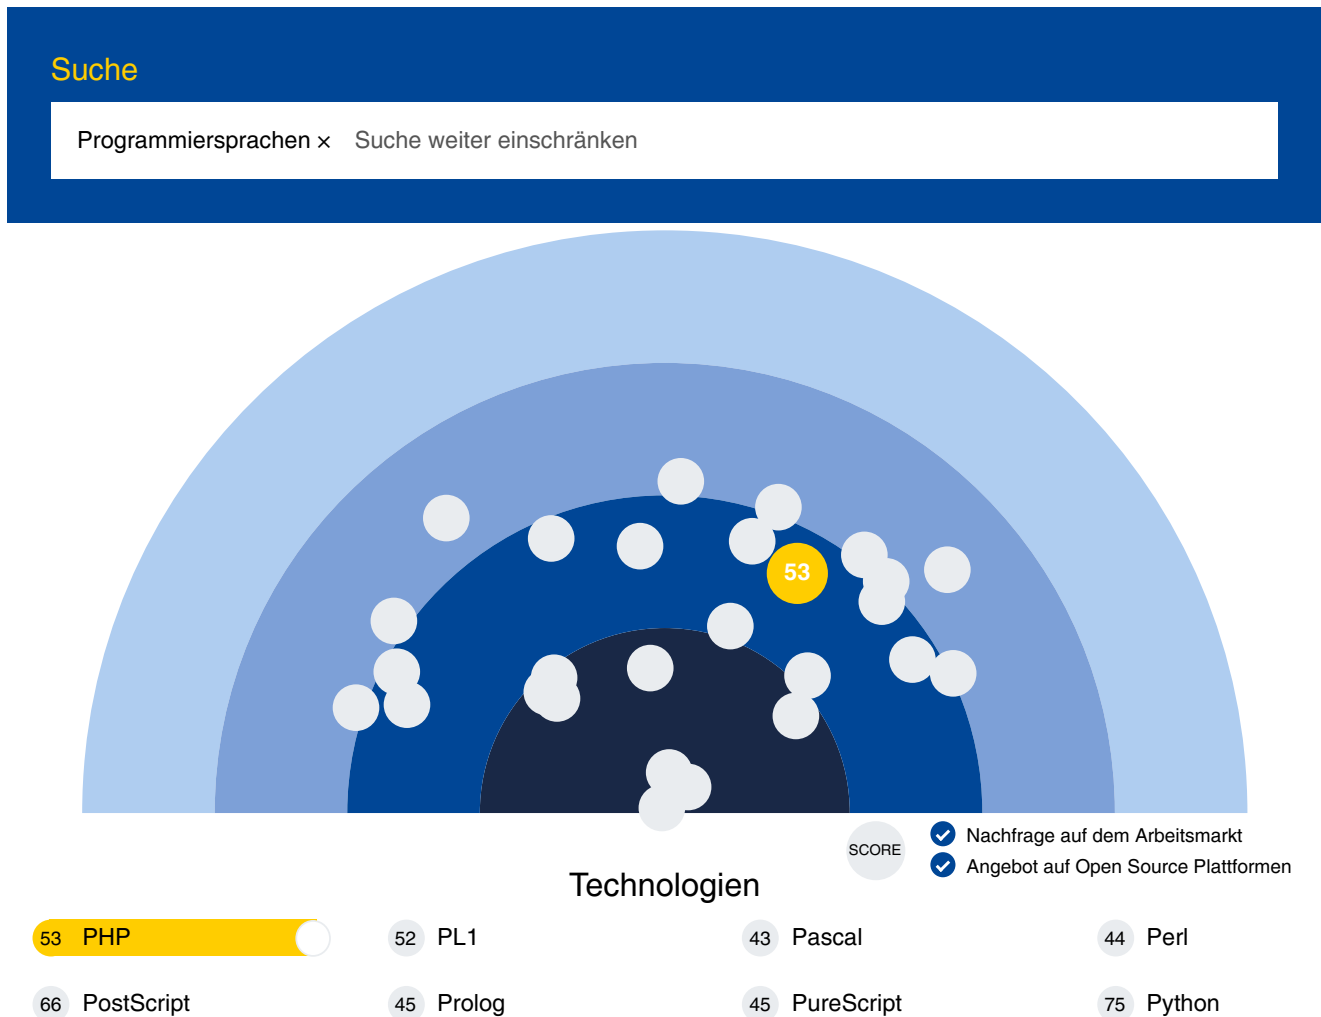 Suche
Programmiersprachen × Suche weiter einschränken
53
SCORE
Nachfrage auf dem Arbeitsmarkt
Angebot auf Open Source Plattformen
Technologien
53 PHP 52 PL1 43 Pascal 44 Perl
66 PostScript 45 Prolog 45 PureScript 75 Python